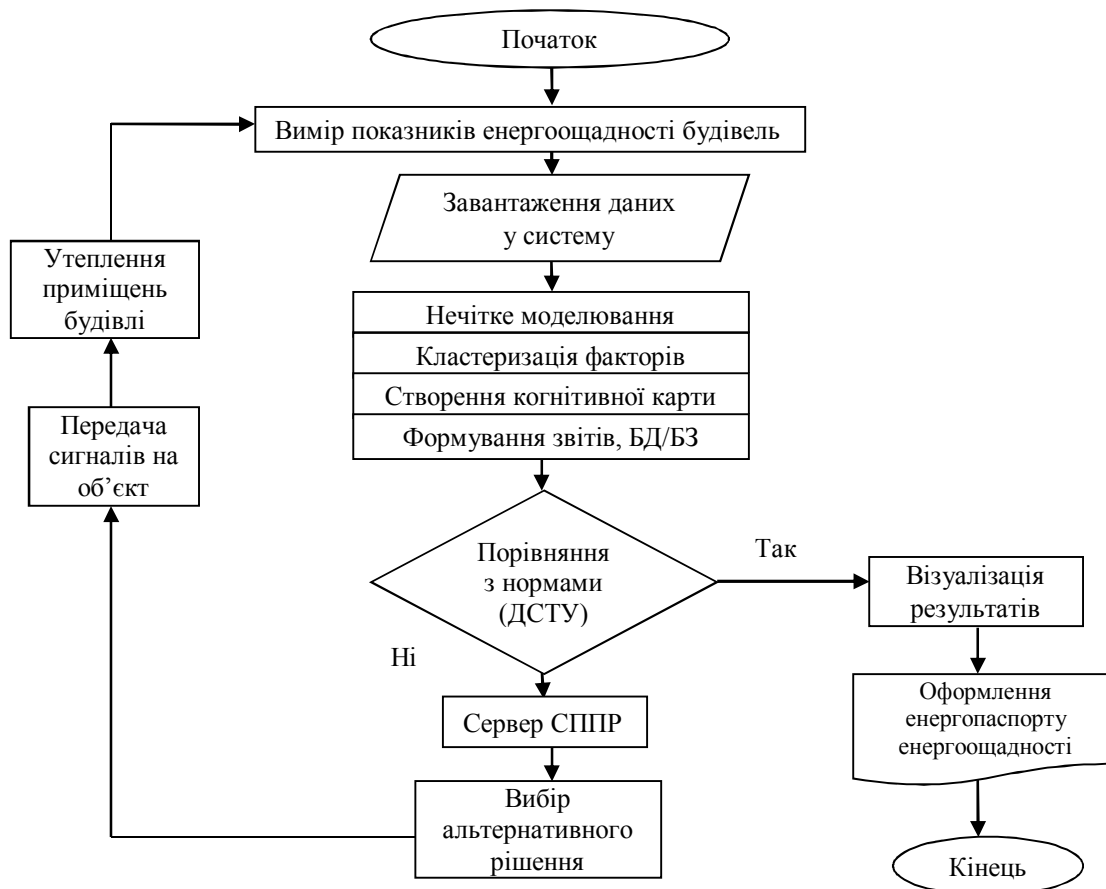 Початок
Вимір показників енергоощадності будівель
Завантаження даних
у систему
Утеплення
приміщень
будівлі
Нечітке моделювання
Кластеризація факторів
Створення когнітивної карти
Формування звітів, БД/БЗ
Передача
сигналів на
об’єкт
Порівняння
з нормами
(ДСТУ)
Так
Візуалізація
результатів
Ні
Сервер СППР
Оформлення
енергопаспорту
енергоощадності
Вибір
альтернативного
рішення
Кінець